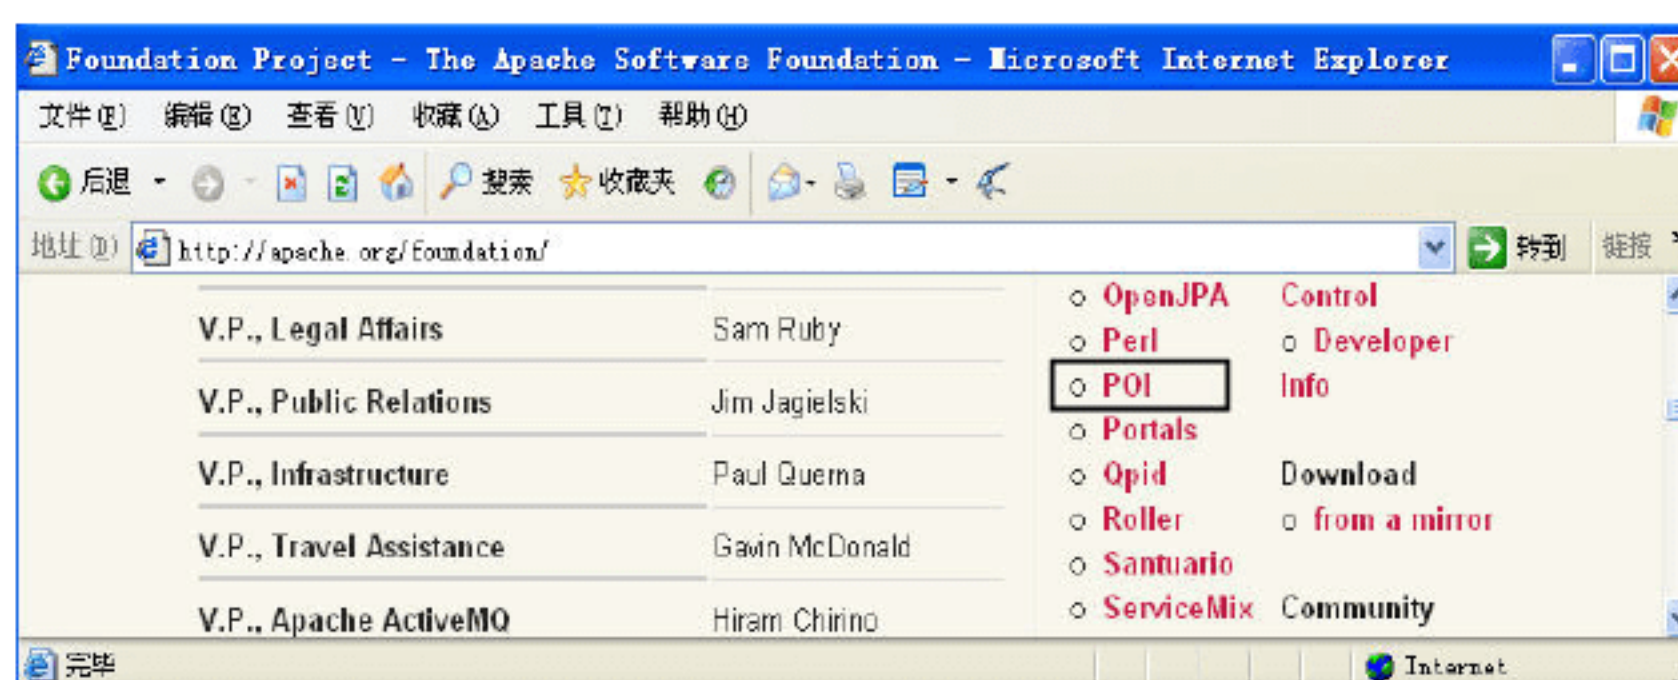 Foundation Project - The Apache Software Foundation - Microsoft Internet Explorer
文件(F) 编辑(E) 查看(V) 收藏(A) 工具(T) 帮助(H)
后退 搜索 收藏夹
地址(D) http://apache.org/foundation/ 转到 链接
OpenJPA Control
V.P., Legal Affairs Sam Ruby
Perl Developer
POI Info
V.P., Public Relations Jim Jagielski
Portals
V.P., Infrastructure Paul Querna
Qpid Download
Roller from a mirror
V.P., Travel Assistance Gavin McDonald
Santuario
ServiceMix Community
V.P., Apache ActiveMQ Hiram Chirino
完毕 Internet